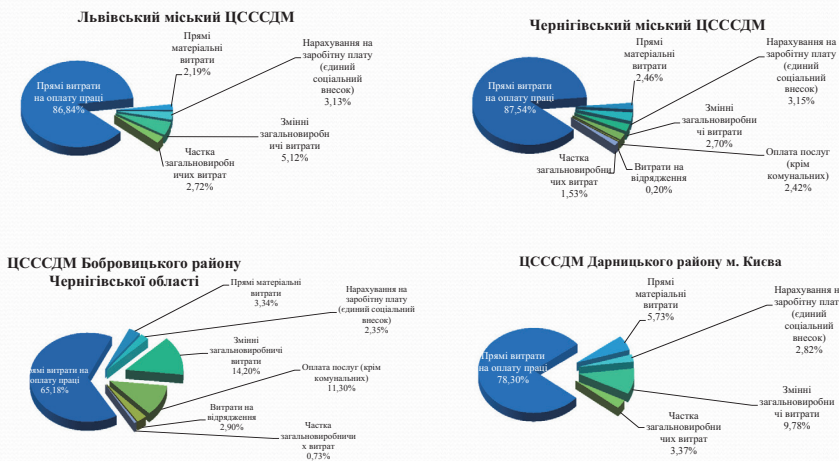 Львівський міський ЦСССДМ
Прямі
матеріальні
витрати
2,19%
Нарахування на
заробітну плату
(єдиний
соціальний
внесок)
3,13%
Прямі витрати
на оплату праці
86,84%
Змінні
загальновиробн
ичі витрати
5,12%
Частка
загальновиробн
ичих витрат
2,72%
Чернігівський міський ЦСССДМ
Прямі
матеріальні
витрати
2,46%
Нарахування на
заробітну плату
(єдиний
соціальний
внесок)
3,15%
Прямі витрати
на оплату праці
87,54%
Змінні
загальновиробни
чі витрати
2,70%
Оплата послуг
(крім
комунальних)
2,42%
Витрати на
відрядження
0,20%
Частка
загальновиробни
чих витрат
1,53%
ЦСССДМ Бобровицького району
Чернігівської області
Прямі матеріальні
витрати
3,34%
Нарахування на
заробітну плату
(єдиний соціальний
внесок)
2,35%
Змінні
загальновиробничі
витрати
14,20%
рямі витрати на
оплату праці
65,18%
Оплата послуг (крім
комунальних)
11,30%
Витрати на
відрядження
2,90%
Частка
загальновиробничи
х витрат
0,73%
ЦСССДМ Дарницького району м. Києва
Прямі
матеріальні
витрати
5,73%
Нарахування н
заробітну плат
(єдиний
соціальний
внесок)
2,82%
Прямі витрати
на оплату праці
78,30%
Змінні
загальновиробни
чі витрати
9,78%
Частка
загальновиробни
чих витрат
3,37%